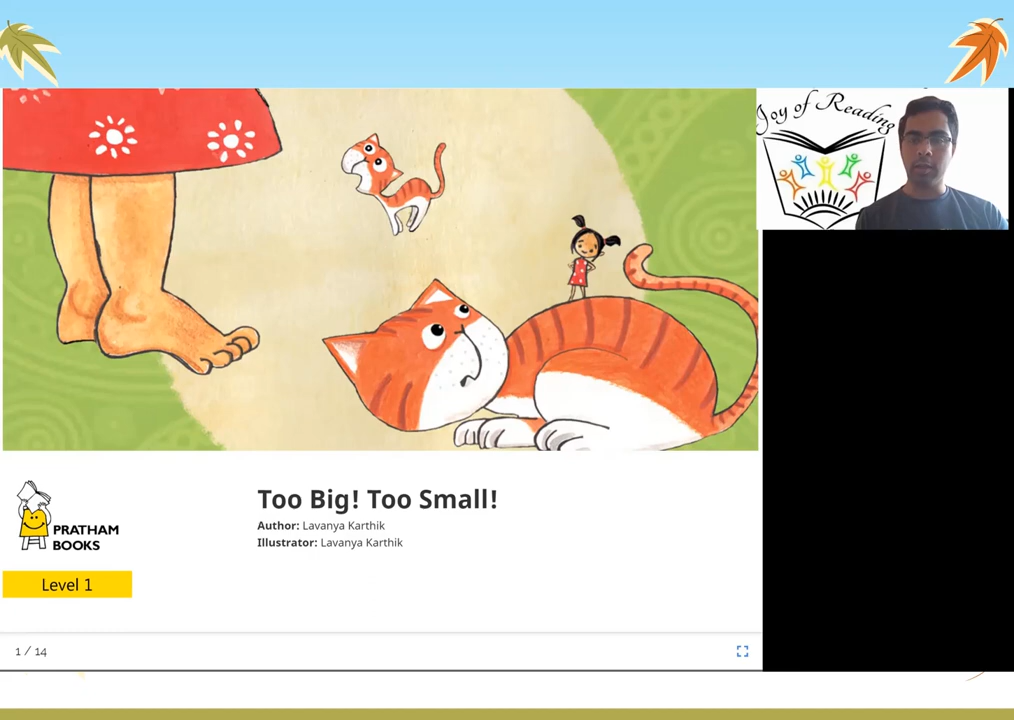 Joy of Reading
Too Big! Too Small!
Author: Lavanya Karthik
Illustrator: Lavanya Karthik
PRATHAM
BOOKS
Level 1
1 / 14